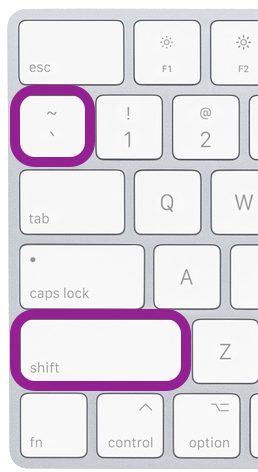 esc
F1
F2
~
`
!
1
@
2
tab
Q
W
caps lock
A
shift
Z
fn
control
option